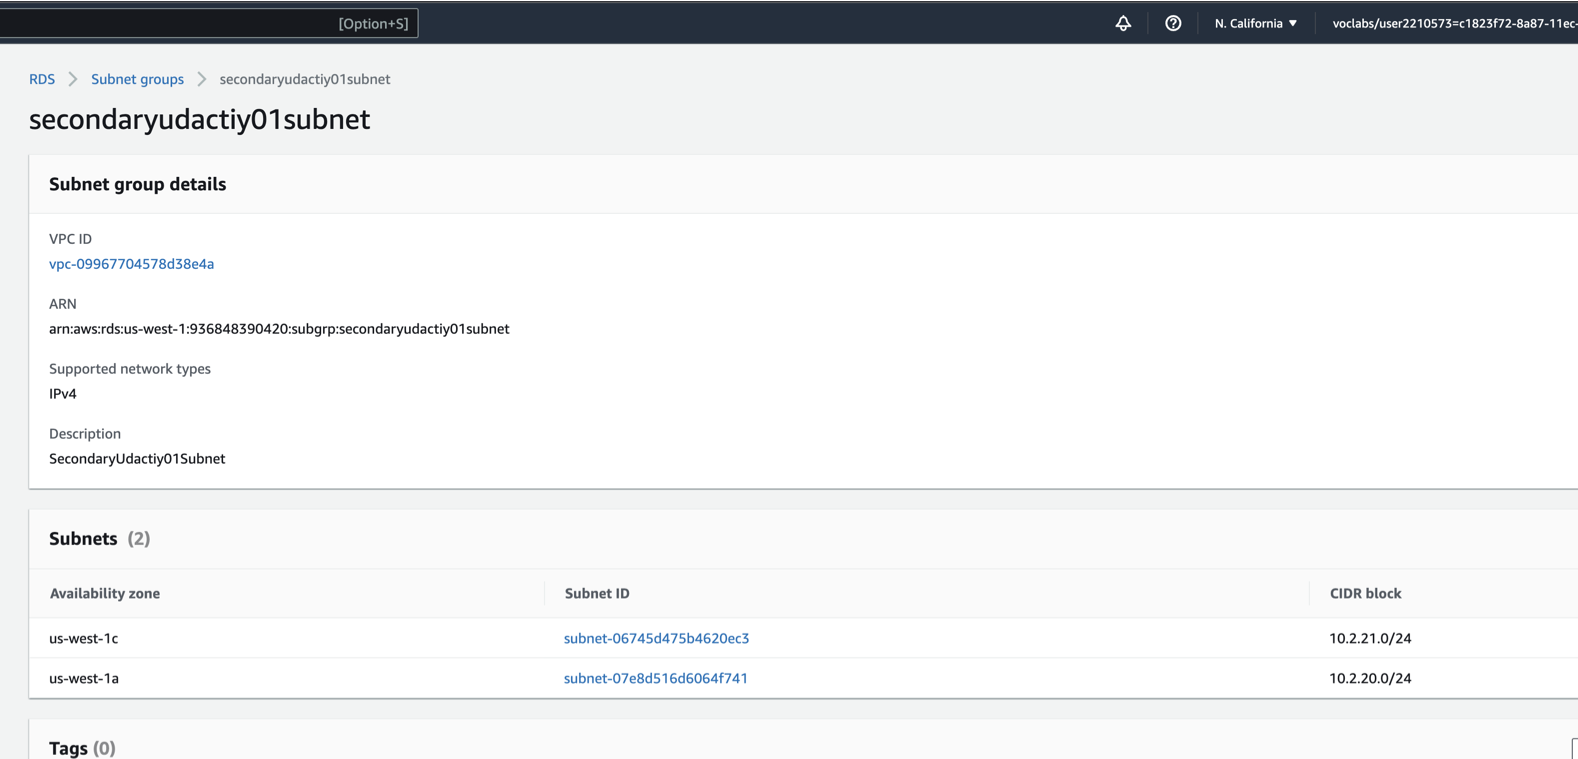 [Option+S]
N. California ▼
voclabs/user2210573=c1823f72-8a87-11ec-
RDS > Subnet groups > secondaryudactiy01subnet
secondaryudactiy01subnet
Subnet group details
VPC ID
vpc-09967704578d38e4a
ARN
arn:aws:rds:us-west-1:936848390420:subgrp:secondaryudactiy01subnet
Supported network types
IPv4
Description
SecondaryUdactiy01Subnet
Subnets (2)
Availability zone Subnet ID CIDR block
us-west-1c subnet-06745d475b4620ec3 10.2.21.0/24
us-west-1a subnet-07e8d516d6064f741 10.2.20.0/24
Tags (0)